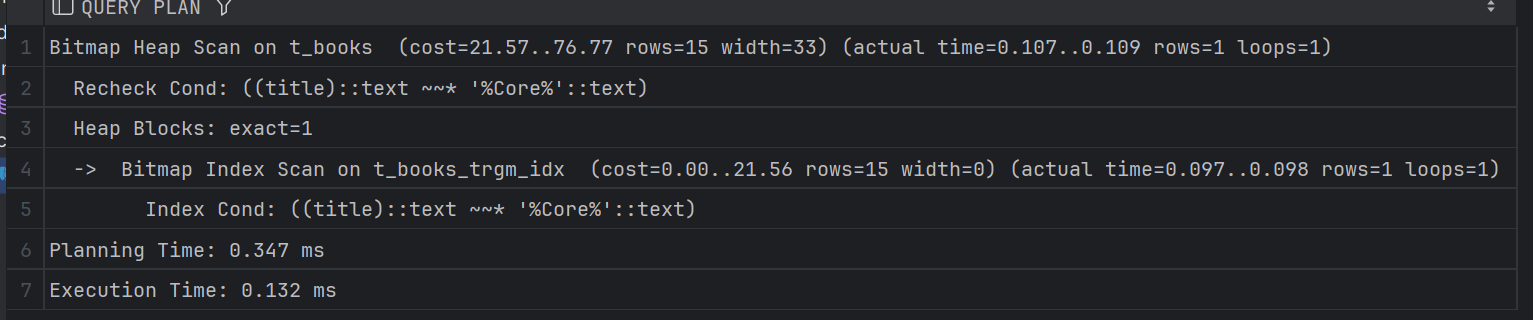 QUERY PLAN
1 Bitmap Heap Scan on t_books  (cost=21.57..76.77 rows=15 width=33) (actual time=0.107..0.109 rows=1 loops=1)
2   Recheck Cond: ((title)::text ~~* '%Core%'::text)
3   Heap Blocks: exact=1
4   ->  Bitmap Index Scan on t_books_trgm_idx  (cost=0.00..21.56 rows=15 width=0) (actual time=0.097..0.098 rows=1 loops=1)
5         Index Cond: ((title)::text ~~* '%Core%'::text)
6 Planning Time: 0.347 ms
7 Execution Time: 0.132 ms